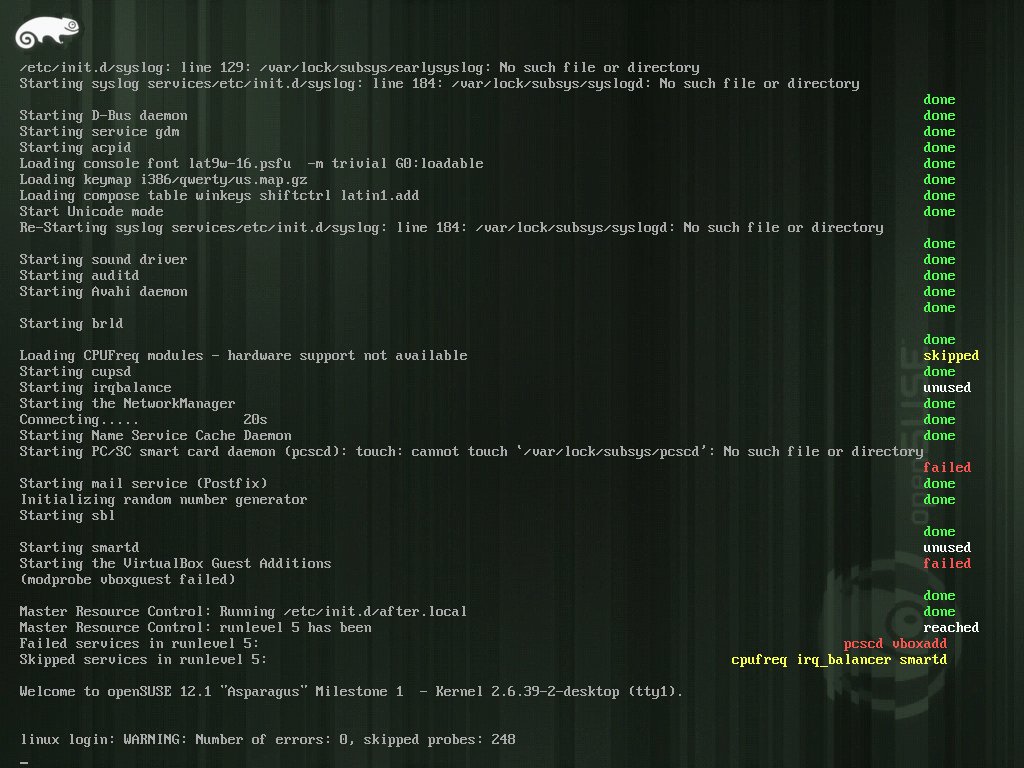 /etc/init.d/syslog: line 129: /var/lock/subsys/earlysyslog: No such file or directory
Starting syslog services/etc/init.d/syslog: line 184: /var/lock/subsys/syslogd: No such file or directory
done
Starting D-Bus daemon done
Starting service gdm done
Starting acpid done
Loading console font lat9w-16.psfu  -m trivial G0:loadable done
Loading keymap i386/qwerty/us.map.gz done
Loading compose table winkeys shiftctrl latin1.add done
Start Unicode mode done
Re-Starting syslog services/etc/init.d/syslog: line 184: /var/lock/subsys/syslogd: No such file or directory
done
Starting sound driver done
Starting auditd done
Starting Avahi daemon done
done
Starting brld
done
Loading CPUFreq modules - hardware support not available skipped
Starting cupsd done
Starting irqbalance unused
Starting the NetworkManager done
Connecting..... 20s done
Starting Name Service Cache Daemon done
Starting PC/SC smart card daemon (pcscd): touch: cannot touch `/var/lock/subsys/pcscd': No such file or directory
failed
Starting mail service (Postfix) done
Initializing random number generator done
Starting sbl
done
Starting smartd unused
Starting the VirtualBox Guest Additions failed
(modprobe vboxguest failed)
done
Master Resource Control: Running /etc/init.d/after.local done
Master Resource Control: runlevel 5 has been reached
Failed services in runlevel 5: pcscd vboxadd
Skipped services in runlevel 5: cpufreq irq_balancer smartd
Welcome to openSUSE 12.1 "Asparagus" Milestone 1  - Kernel 2.6.39-2-desktop (tty1).
linux login: WARNING: Number of errors: 0, skipped probes: 248
_
openSUSE